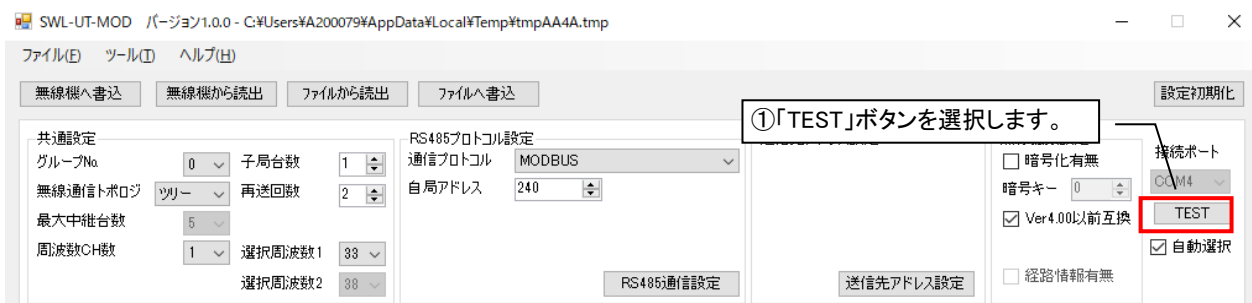 SWL-UT-MOD バージョン1.0.0 - C:¥Users¥A200079¥AppData¥Local¥Temp¥tmpAA4A.tmp
ファイル(F) ツール(T) ヘルプ(H)
無線機へ書込 無線機から読出 ファイルから読出 ファイルへ書込 設定初期化
①「TEST」ボタンを選択します。
共通設定 RS485プロトコル設定
グループNo. 0 子局台数 1 通信プロトコル MODBUS 暗号化有無 接続ポート
無線通信トポロジ ツリー 再送回数 2 自局アドレス 240 暗号キー 0 COM4
最大中継台数 5 Ver4.00以前互換 TEST
周波数CH数 1 選択周波数1 33 自動選択
選択周波数2 38 RS485通信設定 送信先アドレス設定 経路情報有無